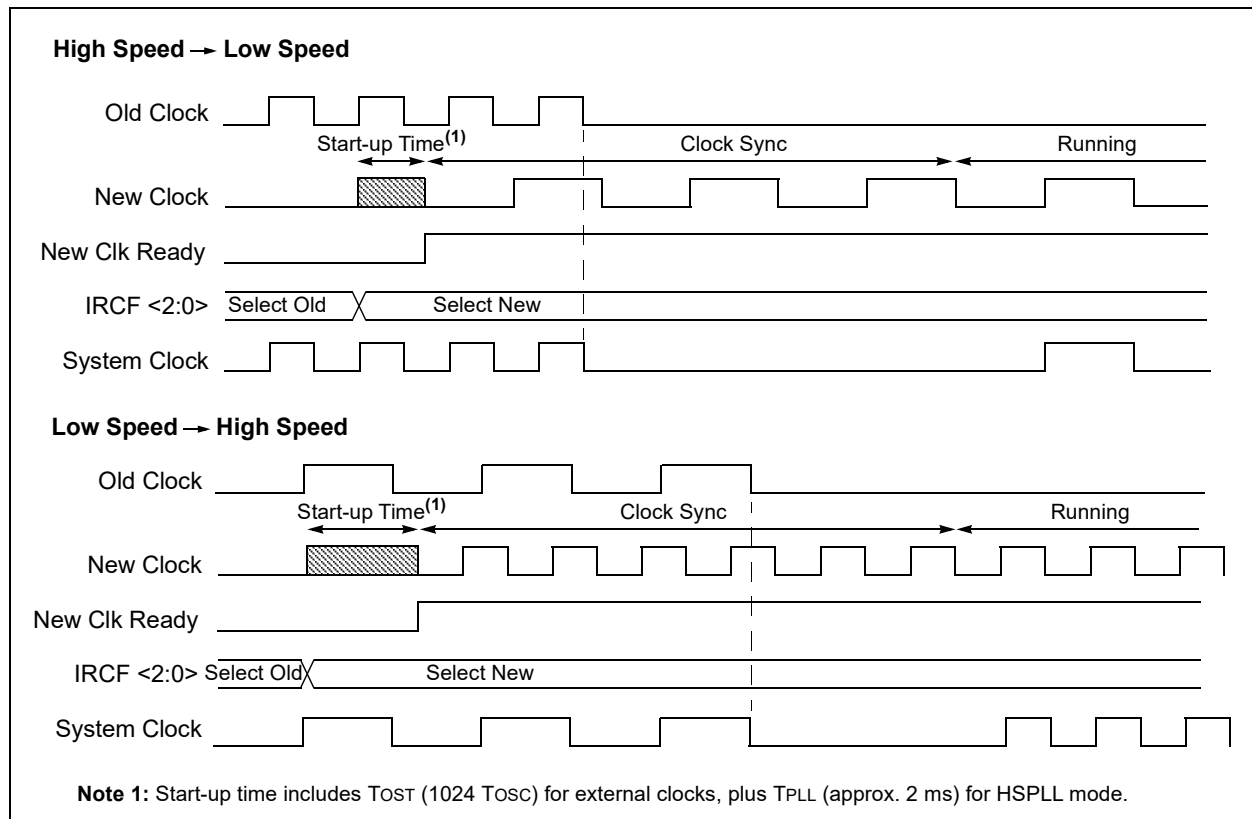 High Speed → Low Speed
Old Clock
Start-up Time(1) Clock Sync Running
New Clock
New Clk Ready
IRCF <2:0> Select Old Select New
System Clock
Low Speed → High Speed
Old Clock
Start-up Time(1) Clock Sync Running
New Clock
New Clk Ready
IRCF <2:0> Select Old Select New
System Clock
Note 1: Start-up time includes TOST (1024 TOSC) for external clocks, plus TPLL (approx. 2 ms) for HSPLL mode.